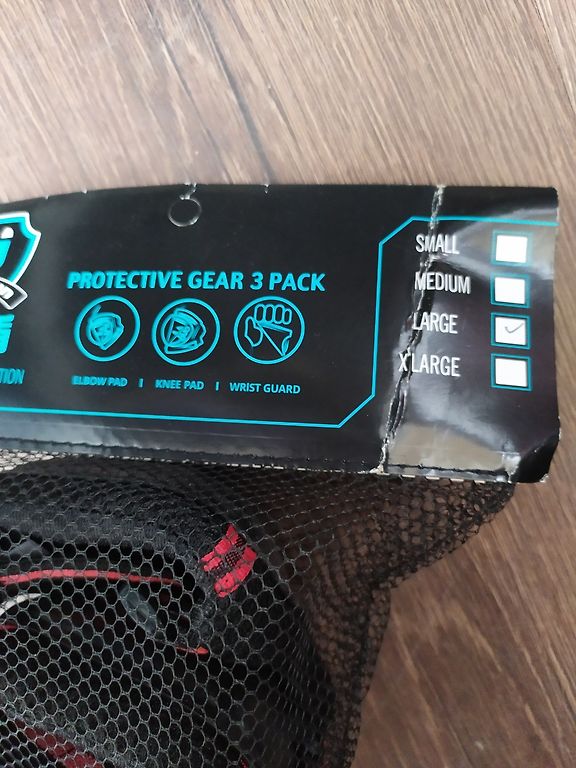 PROTECTIVE GEAR 3 PACK
ELBOW PAD I KNEE PAD I WRIST GUARD
SMALL
MEDIUM
LARGE
X LARGE